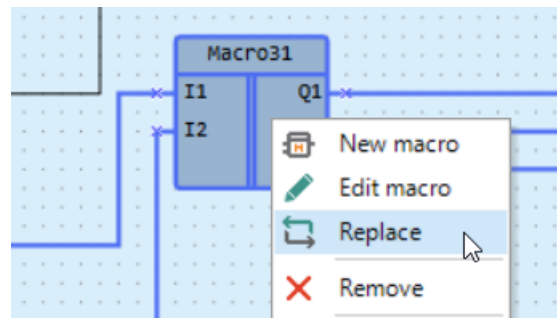 Macro31
I1
Q1
I2
New macro
Edit macro
Replace
Remove